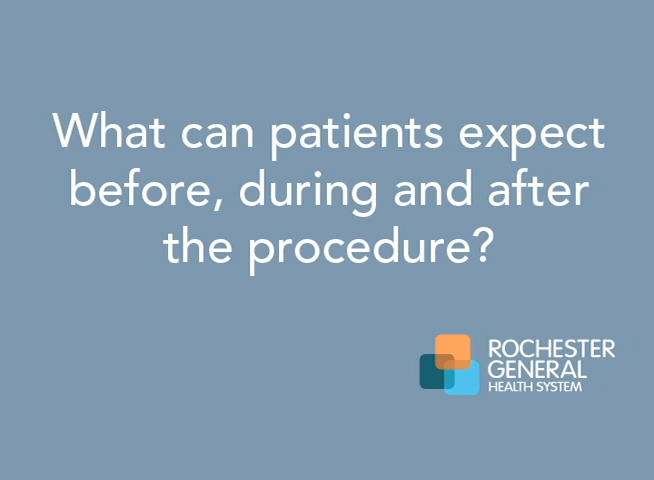 What can patients expect
before, during and after
the procedure?
ROCHESTER
GENERAL
HEALTH SYSTEM